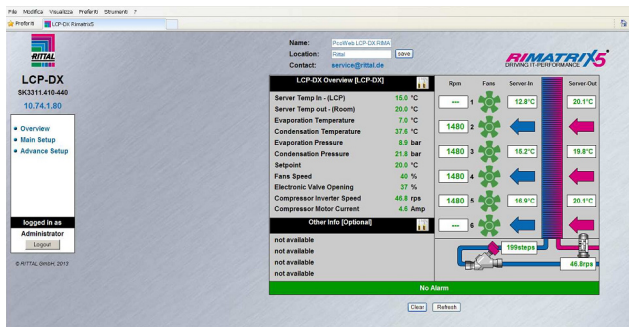 File Modifica Visualizza Preferiti Strumenti ?
Preferiti LCP-DX Rimatrix5
RITTAL
LCP-DX
SK3311.410-440
10.74.1.80
Overview
Main Setup
Advance Setup
logged in as
Administrator
Logout
© RITTAL GmbH, 2013
Name: PcoWeb LCP-DX RIMA
Location: Rittal save
Contact: service@rittal.de
RIMATRIX5
DRIVING IT-PERFORMANCE
LCP-DX Overview [LCP-DX]
Server Temp In - (LCP) 15.0 °C
Server Temp out - (Room) 20.0 °C
Evaporation Temperature 7.0 °C
Condensation Temperature 37.6 °C
Evaporation Pressure 8.9 bar
Condensation Pressure 21.8 bar
Setpoint 20.0 °C
Fans Speed 40 %
Electronic Valve Opening 37 %
Compressor Inverter Speed 46.8 rps
Compressor Motor Current 4.6 Amp
Other Info [Optional]
not available
not available
not available
not available
Rpm Fans Server-In Server-Out
--- 1 12.8°C 20.1°C
1480 2
1480 3 15.2°C 19.8°C
1480 4
1480 5 16.9°C 20.1°C
--- 6
199steps
46.8rps
No Alarm
Clear Refresh